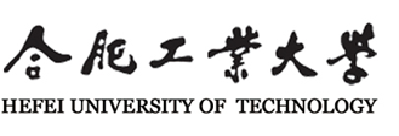 合肥工業大學
HEFEI UNIVERSITY OF TECHNOLOGY